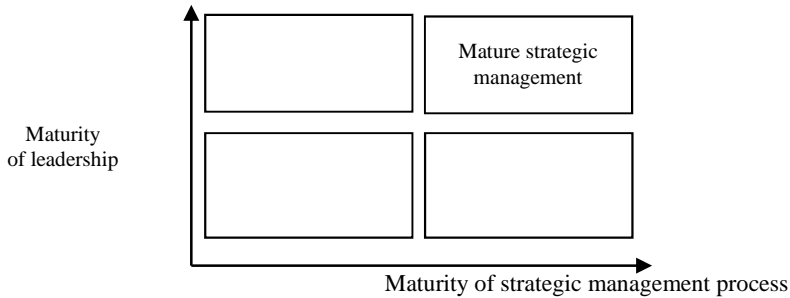 Mature strategic
management
Maturity
of leadership
Maturity of strategic management process